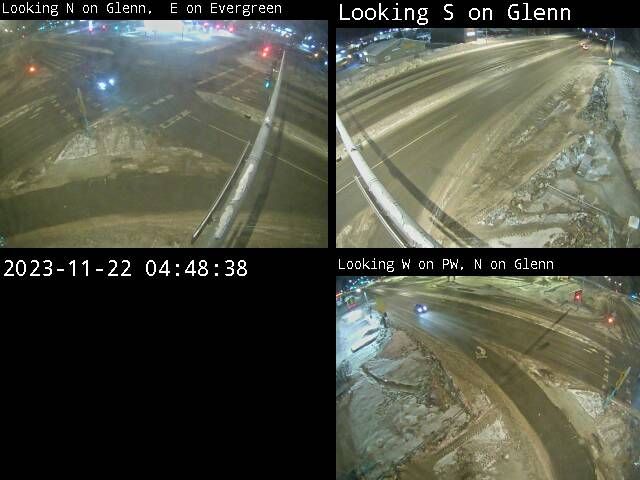 Looking N on Glenn,  E on Evergreen
Looking S on Glenn
2023-11-22 04:48:38
Looking W on PW, N on Glenn